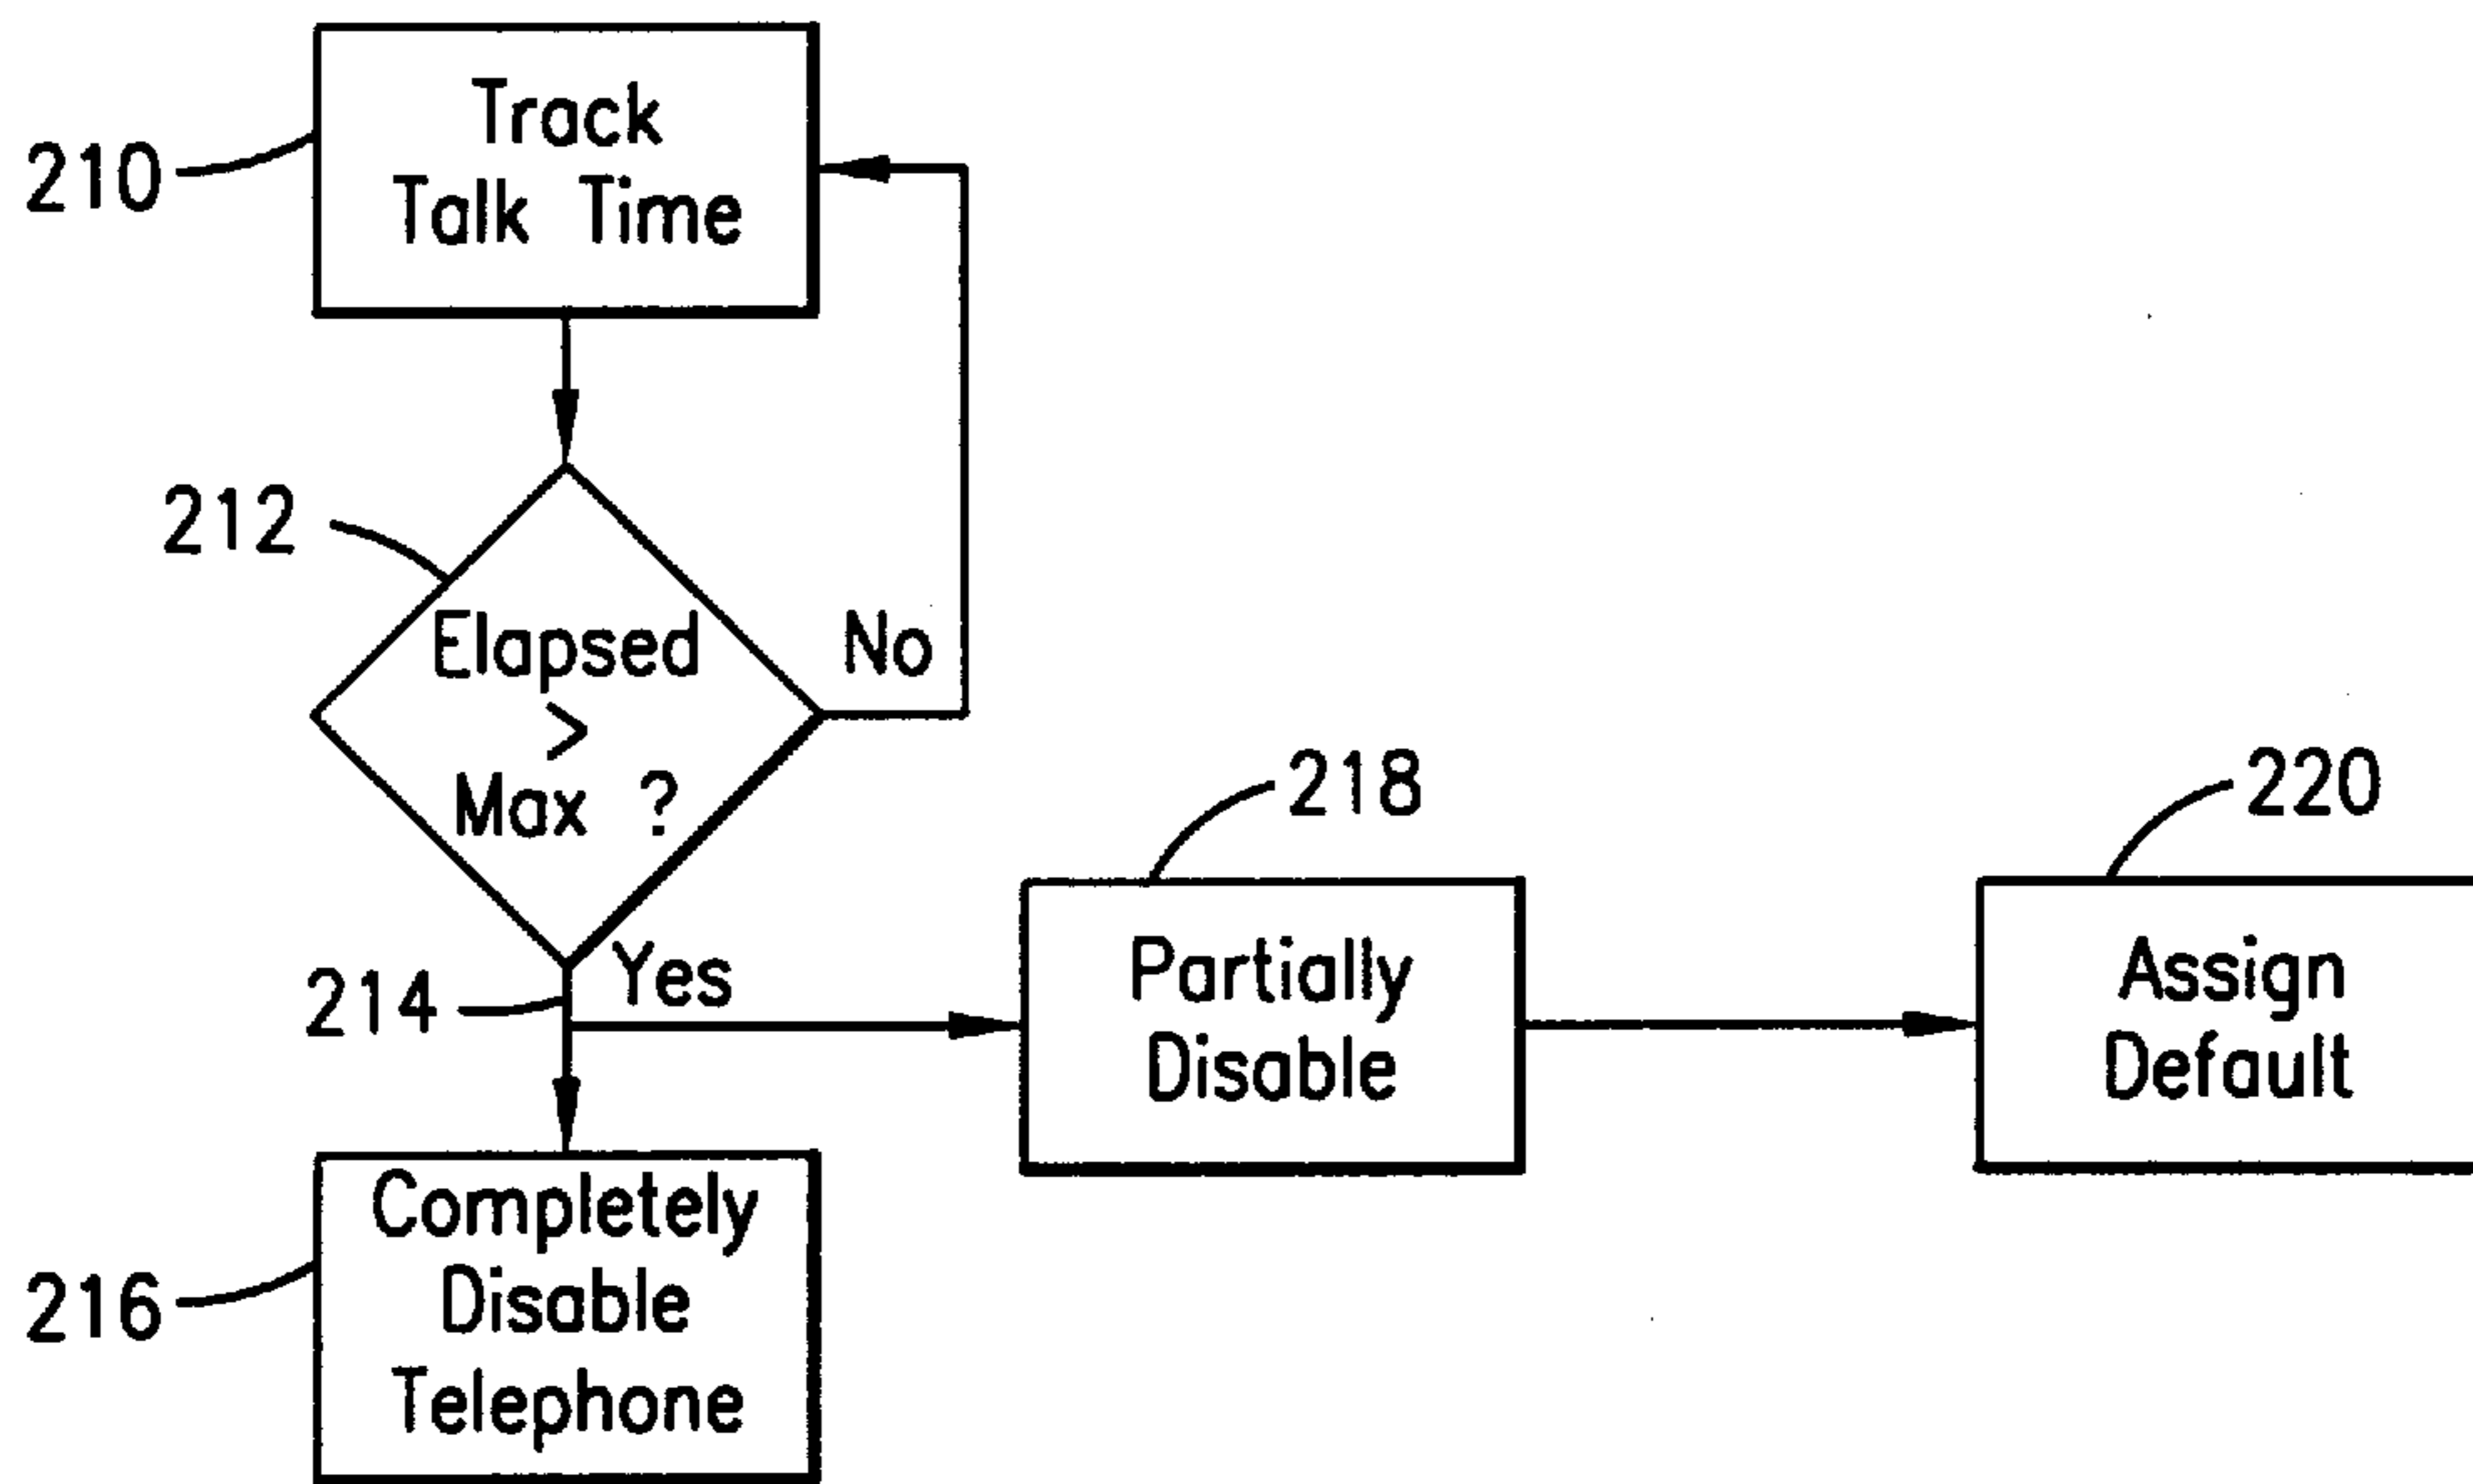 210
Track
Talk Time
212
Elapsed
>
Max ?
No
214
Yes
218
Partially
Disable
220
Assign
Default
216
Completely
Disable
Telephone